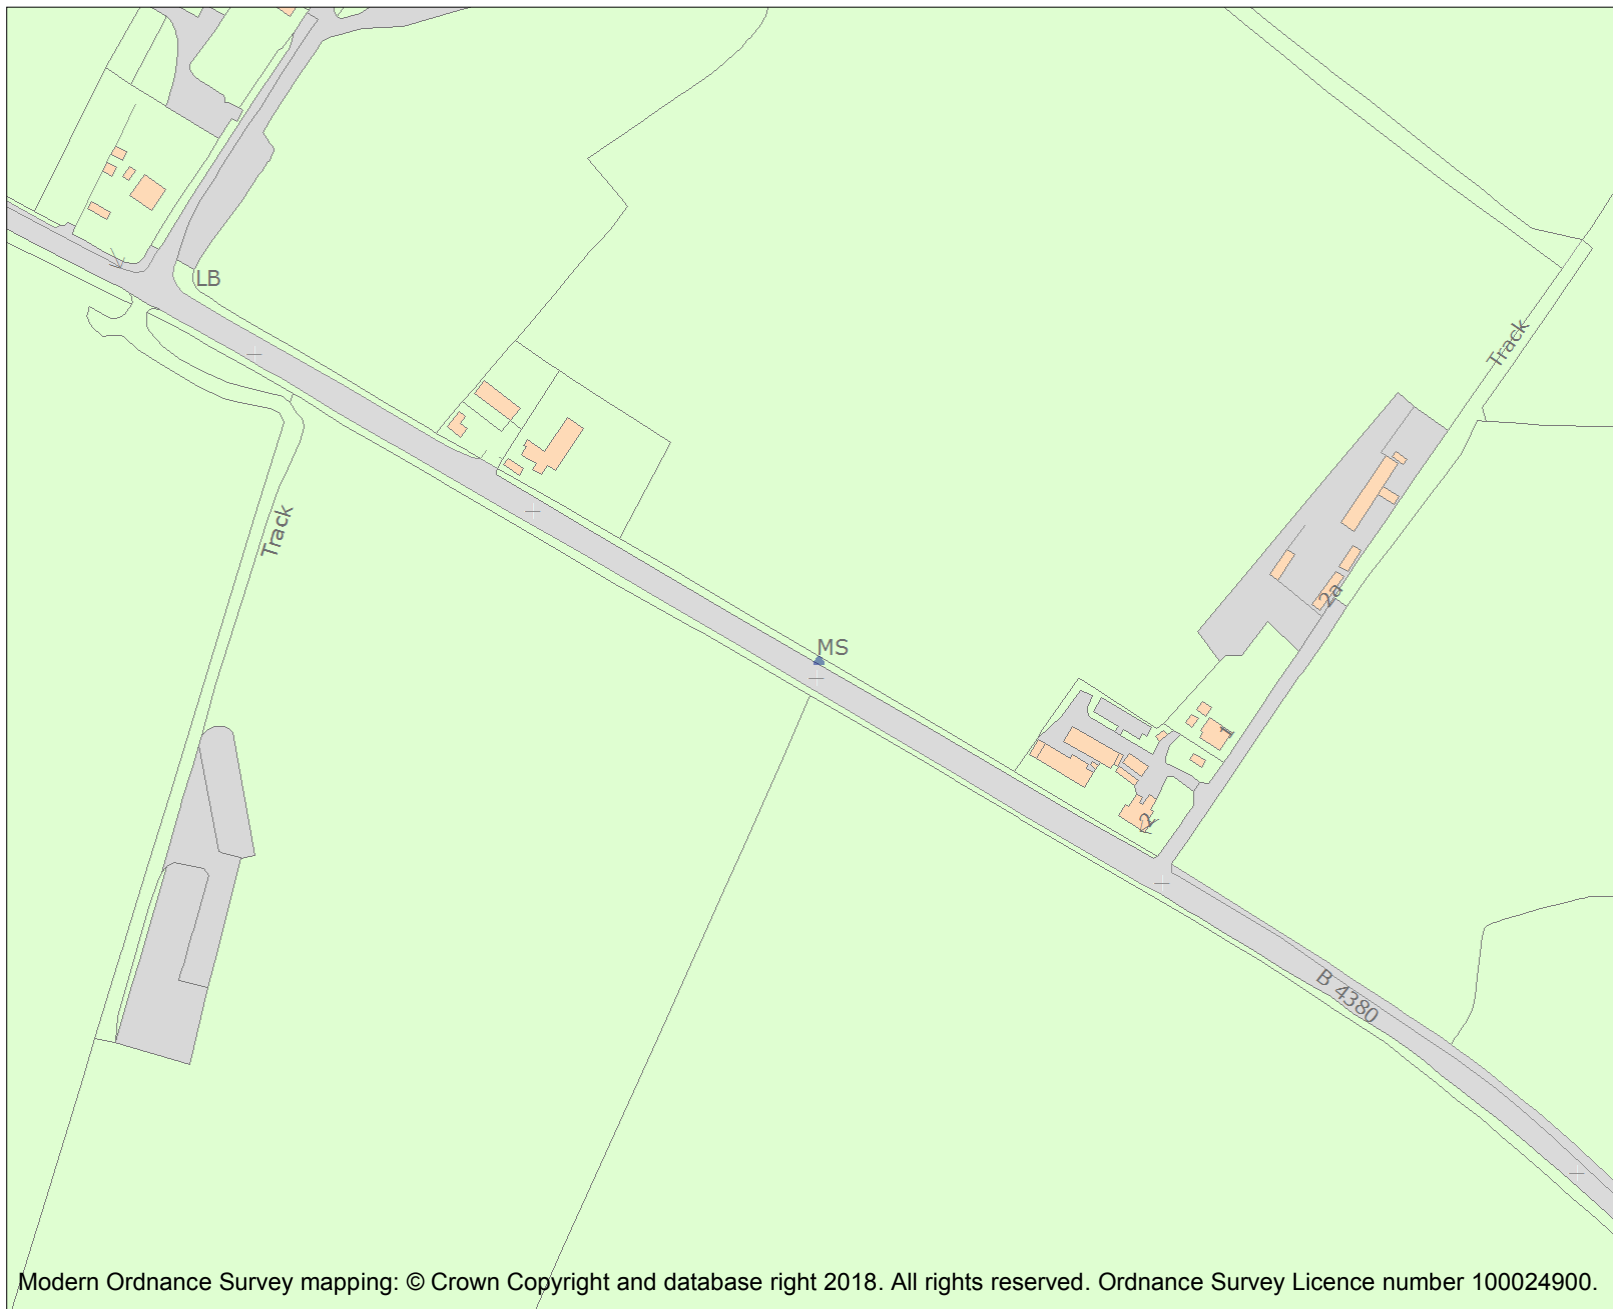 LB
Track
Track
MS
2a
1
2
B 4380
Modern Ordnance Survey mapping: © Crown Copyright and database right 2018. All rights reserved. Ordnance Survey Licence number 100024900.